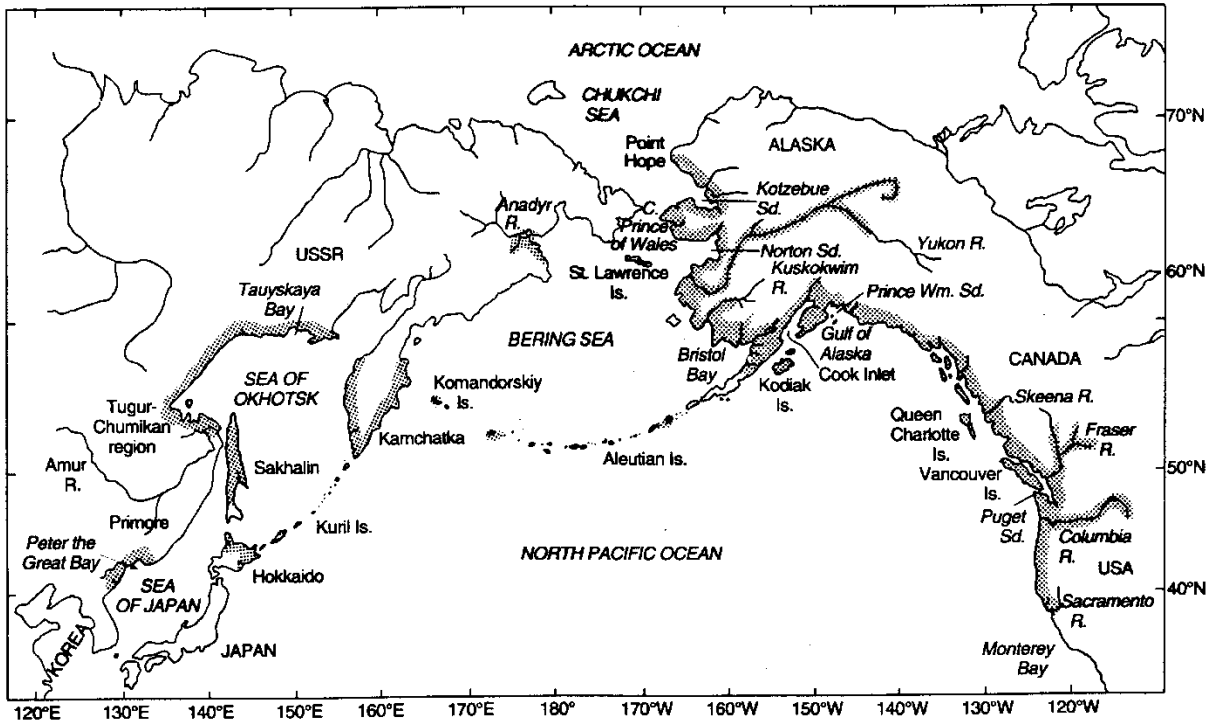 ARCTIC OCEAN
CHUKCHI
SEA
70°N
Point
Hope
ALASKA
Kotzebue
Sd.
Anadyr
R.
C.
Prince
of Wales
USSR
Norton Sd.
Yukon R.
St. Lawrence
Is.
Kuskokwim
R.
60°N
Tauyskaya
Bay
Prince Wm. Sd.
BERING SEA
Bristol
Bay
Gulf of
Alaska
Cook Inlet
CANADA
SEA OF
OKHOTSK
Komandorskiy
Is.
Kodiak
Is.
Skeena R.
Tugur-
Chumikan
region
Kamchatka
Queen
Charlotte
Is.
Fraser
R.
Amur
R.
Sakhalin
Aleutian Is.
Vancouver
Is.
50°N
Primore
Kuril Is.
Puget
Sd.
Columbia
R.
Peter the
Great Bay
Hokkaido
NORTH PACIFIC OCEAN
USA
SEA
OF JAPAN
40°N
Sacramento
R.
KOREA
JAPAN
Monterey
Bay
120°E
130°E
140°E
150°E
160°E
170°E
180°
170°W
160°W
150°W
140°W
130°W
120°W